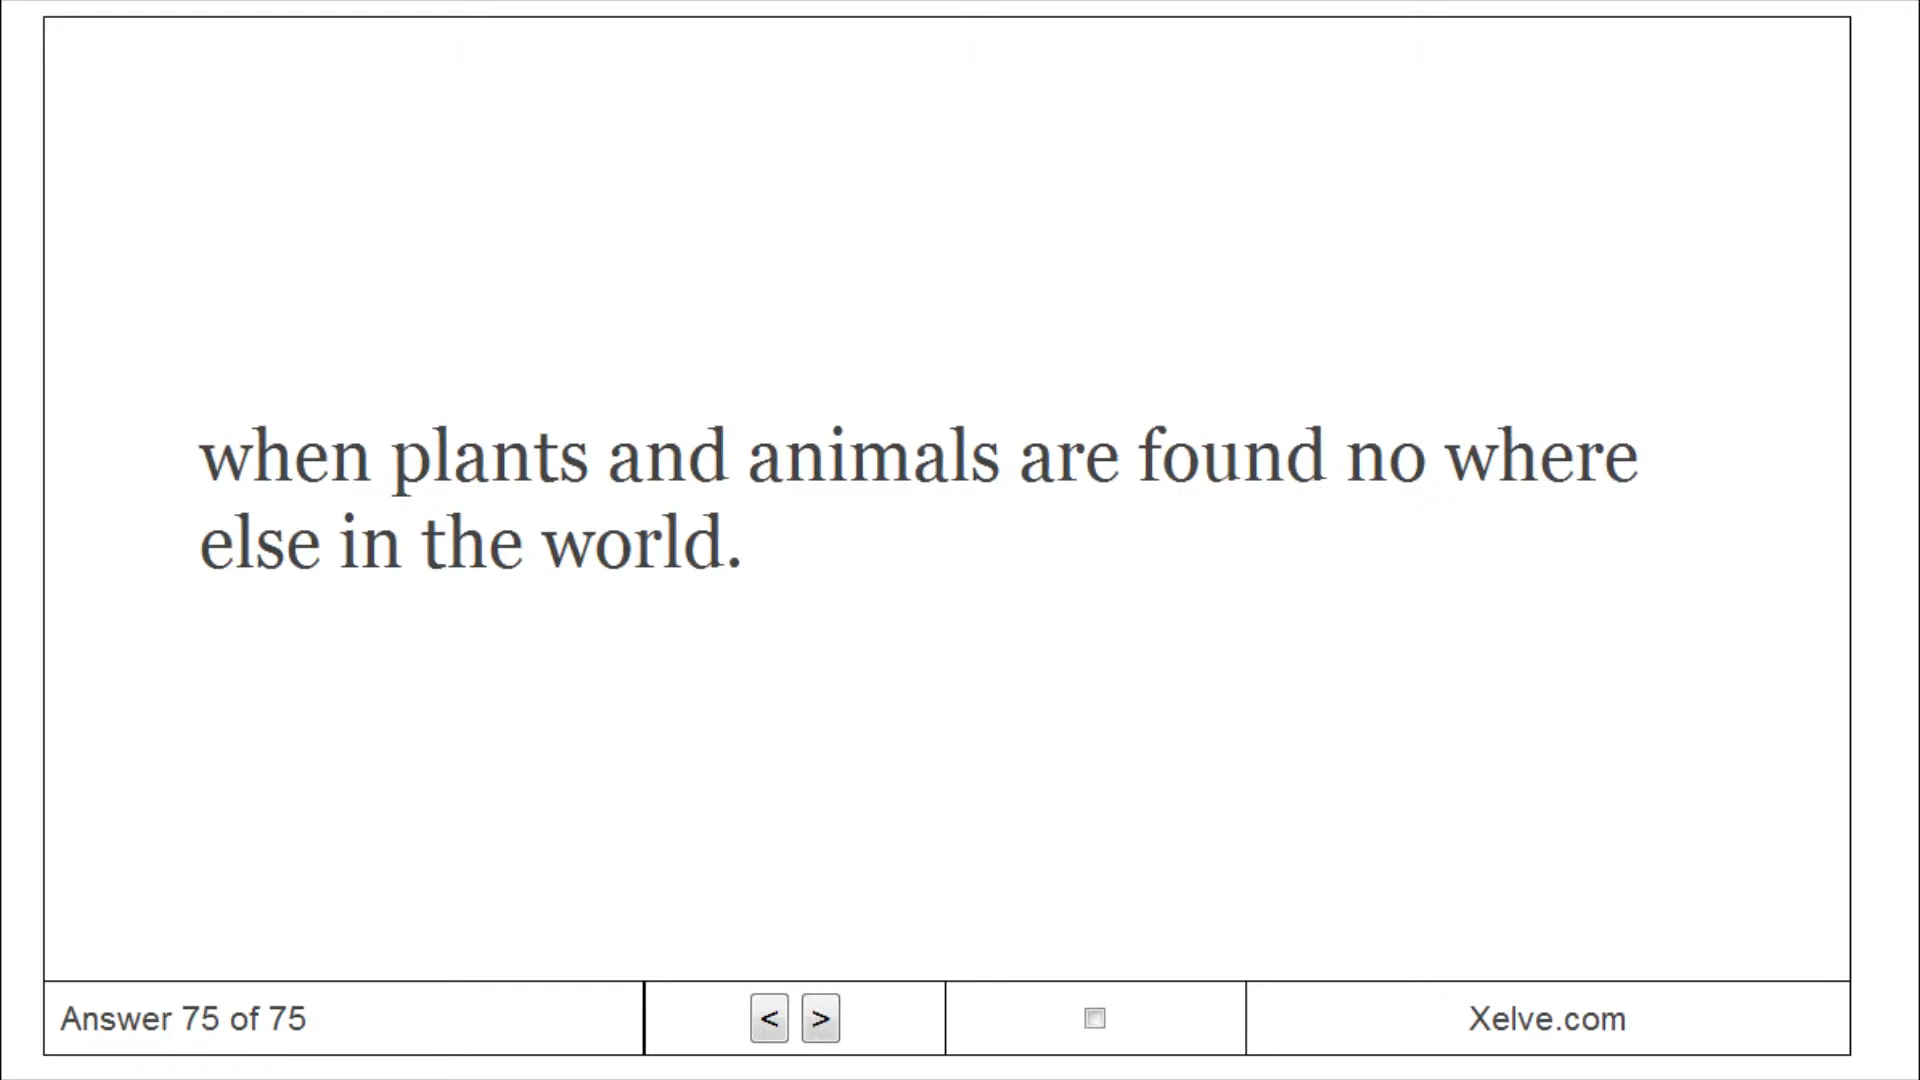 when plants and animals are found no where
else in the world.
Answer 75 of 75
< >
Xelve.com